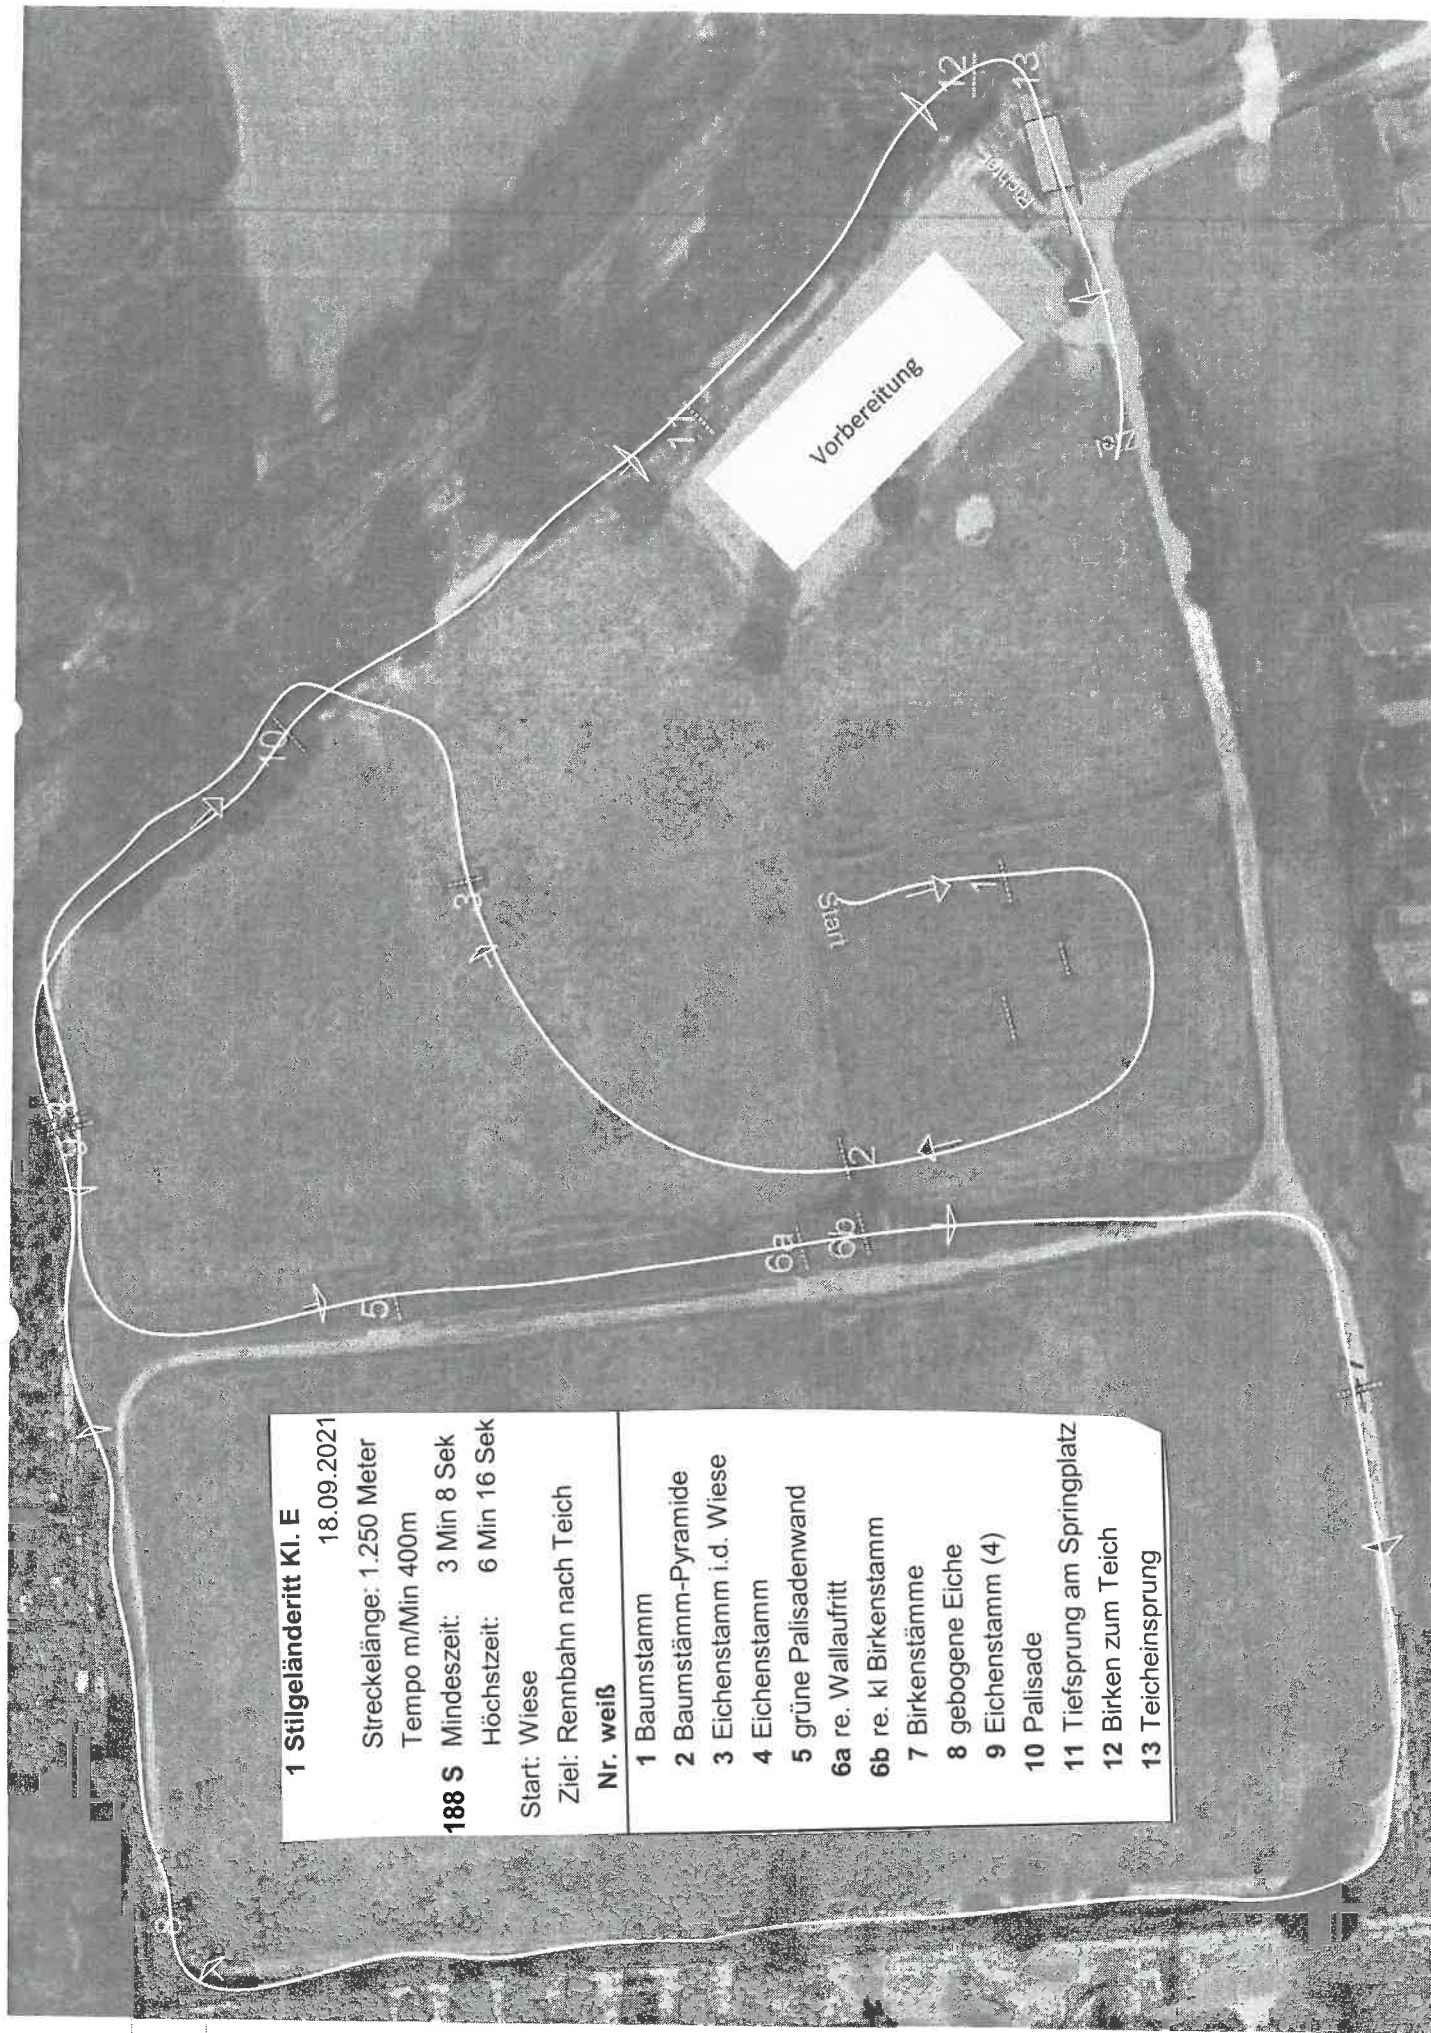 1 Stilgeländeritt Kl. E
18.09.2021
Streckelänge: 1.250 Meter
Tempo m/Min 400m
188 S Mindeszeit: 3 Min 8 Sek
Höchstzeit: 6 Min 16 Sek
Start: Wiese
Ziel: Rennbahn nach Teich
Nr. weiß
1 Baumstamm
2 Baumstämm-Pyramide
3 Eichenstamm i.d. Wiese
4 Eichenstamm
5 grüne Palisadenwand
6a re. Wallaufritt
6b re. kl Birkenstamm
7 Birkenstämme
8 gebogene Eiche
9 Eichenstamm (4)
10 Palisade
11 Tiefsprung am Springplatz
12 Birken zum Teich
13 Teicheinsprung
8
5
6a
6b
7
2
3
Start
1
10
11
12
13
Richter
Vorbereitung